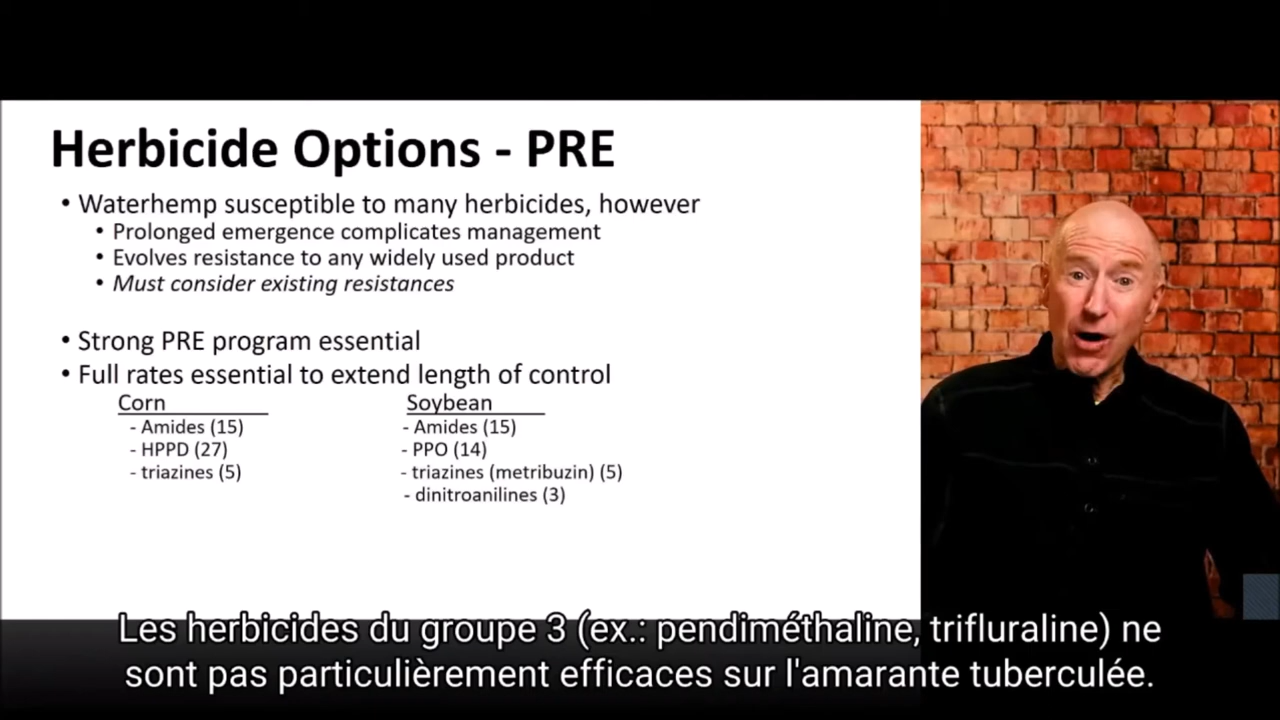 Herbicide Options - PRE
• Waterhemp susceptible to many herbicides, however
• Prolonged emergence complicates management
• Evolves resistance to any widely used product
• Must consider existing resistances
• Strong PRE program essential
• Full rates essential to extend length of control
Corn
- Amides (15)
- HPPD (27)
- triazines (5)
Soybean
- Amides (15)
- PPO (14)
- triazines (metribuzin) (5)
- dinitroanilines (3)
Les herbicides du groupe 3 (ex.: pendiméthaline, trifluraline) ne
sont pas particulièrement efficaces sur l'amarante tuberculée.